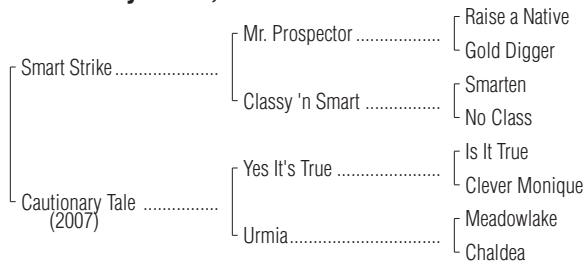 Raise a Native
Mr. Prospector ..................
Gold Digger
Smart Strike ......................
Smarten
Classy 'n Smart ................
No Class
Is It True
Yes It's True ......................
Clever Monique
Cautionary Tale ................
(2007)
Meadowlake
Urmia................................
Chaldea